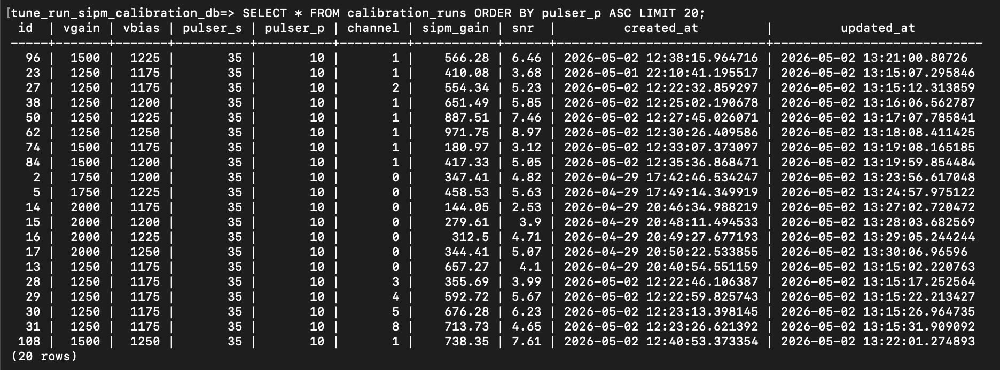 [tune_run_sipm_calibration_db=> SELECT * FROM calibration_runs ORDER BY pulser_p ASC LIMIT 20;
 id  | vgain | vbias | pulser_s | pulser_p | channel | sipm_gain | snr  |         created_at         |         updated_at
-----+-------+-------+----------+----------+---------+-----------+------+----------------------------+----------------------------
  96 |  1500 |  1225 |       35 |       10 |       1 |    566.28 | 6.46 | 2026-05-02 12:38:15.964716 | 2026-05-02 13:21:00.80726
  23 |  1250 |  1175 |       35 |       10 |       1 |    410.08 | 3.68 | 2026-05-01 22:10:41.195517 | 2026-05-02 13:15:07.295846
  27 |  1250 |  1175 |       35 |       10 |       2 |    554.34 | 5.23 | 2026-05-02 12:22:32.859297 | 2026-05-02 13:15:12.313859
  38 |  1250 |  1200 |       35 |       10 |       1 |    651.49 | 5.85 | 2026-05-02 12:25:02.190678 | 2026-05-02 13:16:06.562787
  50 |  1250 |  1225 |       35 |       10 |       1 |    887.51 | 7.46 | 2026-05-02 12:27:45.026071 | 2026-05-02 13:17:07.785841
  62 |  1250 |  1250 |       35 |       10 |       1 |    971.75 | 8.97 | 2026-05-02 12:30:26.409586 | 2026-05-02 13:18:08.411425
  74 |  1500 |  1175 |       35 |       10 |       1 |    180.97 | 3.12 | 2026-05-02 12:33:07.373097 | 2026-05-02 13:19:08.165185
  84 |  1500 |  1200 |       35 |       10 |       1 |    417.33 | 5.05 | 2026-05-02 12:35:36.868471 | 2026-05-02 13:19:59.854484
   2 |  1750 |  1200 |       35 |       10 |       0 |    347.41 | 4.82 | 2026-04-29 17:42:46.534247 | 2026-05-02 13:23:56.617048
   5 |  1750 |  1225 |       35 |       10 |       0 |    458.53 | 5.63 | 2026-04-29 17:49:14.349919 | 2026-05-02 13:24:57.975122
  14 |  2000 |  1175 |       35 |       10 |       0 |    144.05 | 2.53 | 2026-04-29 20:46:34.988219 | 2026-05-02 13:27:02.720472
  15 |  2000 |  1200 |       35 |       10 |       0 |    279.61 |  3.9 | 2026-04-29 20:48:11.494533 | 2026-05-02 13:28:03.682569
  16 |  2000 |  1225 |       35 |       10 |       0 |     312.5 | 4.71 | 2026-04-29 20:49:27.677193 | 2026-05-02 13:29:05.244244
  17 |  2000 |  1250 |       35 |       10 |       0 |    344.41 | 5.07 | 2026-04-29 20:50:22.533855 | 2026-05-02 13:30:06.96596
  13 |  1250 |  1175 |       35 |       10 |       0 |    657.27 |  4.1 | 2026-04-29 20:40:54.551159 | 2026-05-02 13:15:02.220763
  28 |  1250 |  1175 |       35 |       10 |       3 |    355.69 | 3.99 | 2026-05-02 12:22:46.106387 | 2026-05-02 13:15:17.252564
  29 |  1250 |  1175 |       35 |       10 |       4 |    592.72 | 5.67 | 2026-05-02 12:22:59.825743 | 2026-05-02 13:15:22.213427
  30 |  1250 |  1175 |       35 |       10 |       5 |    676.28 | 6.23 | 2026-05-02 12:23:13.398145 | 2026-05-02 13:15:26.964735
  31 |  1250 |  1175 |       35 |       10 |       8 |    713.73 | 4.65 | 2026-05-02 12:23:26.621392 | 2026-05-02 13:15:31.909092
 108 |  1500 |  1250 |       35 |       10 |       1 |    738.35 | 7.61 | 2026-05-02 12:40:53.373354 | 2026-05-02 13:22:01.274893
(20 rows)